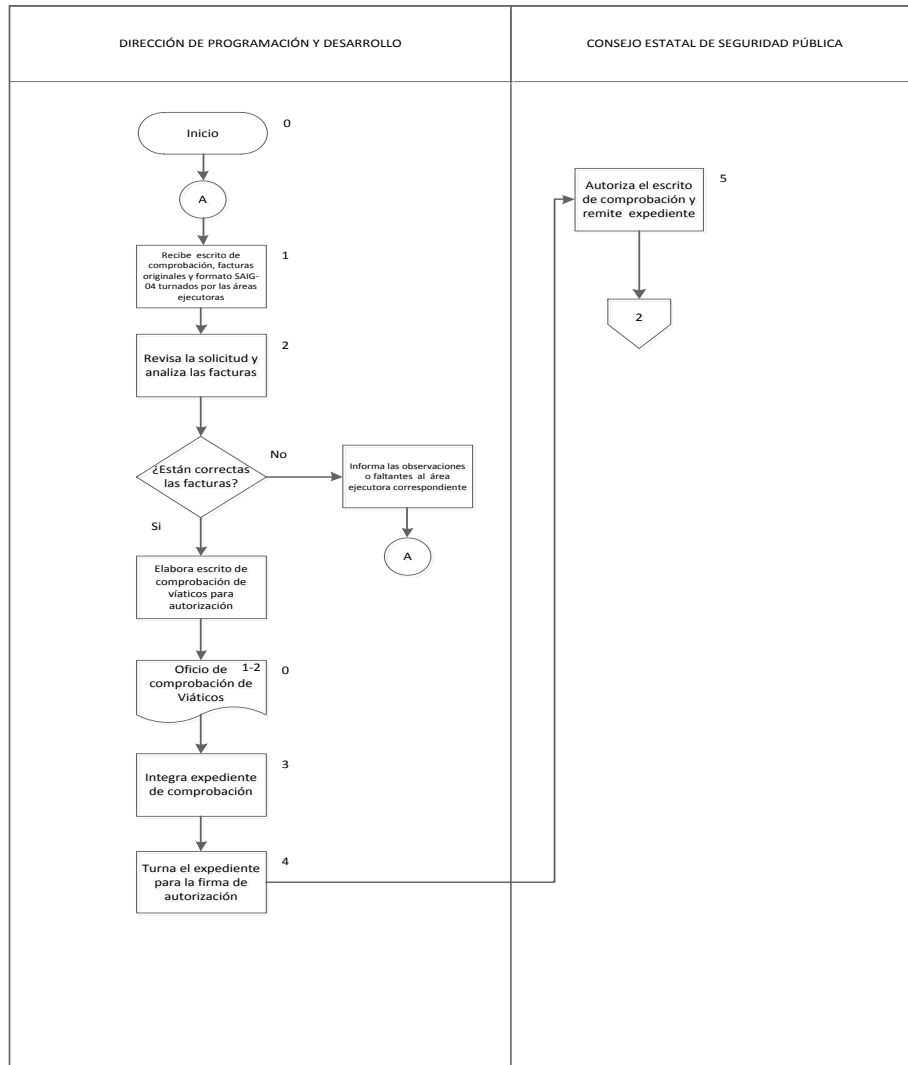 DIRECCIÓN DE PROGRAMACIÓN Y DESARROLLO
CONSEJO ESTATAL DE SEGURIDAD PÚBLICA
Inicio
0
A
Recibe escrito de
comprobación, facturas
originales y formato SAIG-
04 turnados por las áreas
ejecutoras
1
Revisa la solicitud y
analiza las facturas
2
¿Están correctas
las facturas?
No
Informa las observaciones
o faltantes al área
ejecutora correspondiente
A
Si
Elabora escrito de
comprobación de
víaticos para
autorización
Oficio de
1-2
comprobación de
Viáticos
0
Integra expediente
de comprobación
3
Turna el expediente
para la firma de
autorización
4
Autoriza el escrito
de comprobación y
remite expediente
5
2